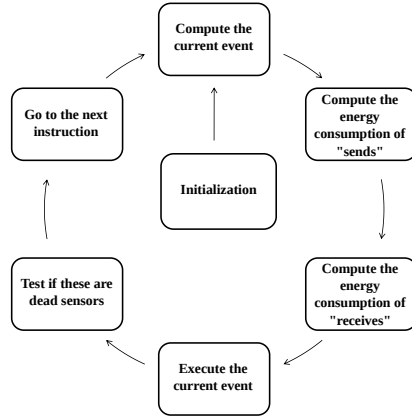 Compute the
current event
Compute the
energy
consumption of
"sends"
Compute the
energy
consumption of
"receives"
Execute the
current event
Test if these are
dead sensors
Go to the next
instruction
Initialization